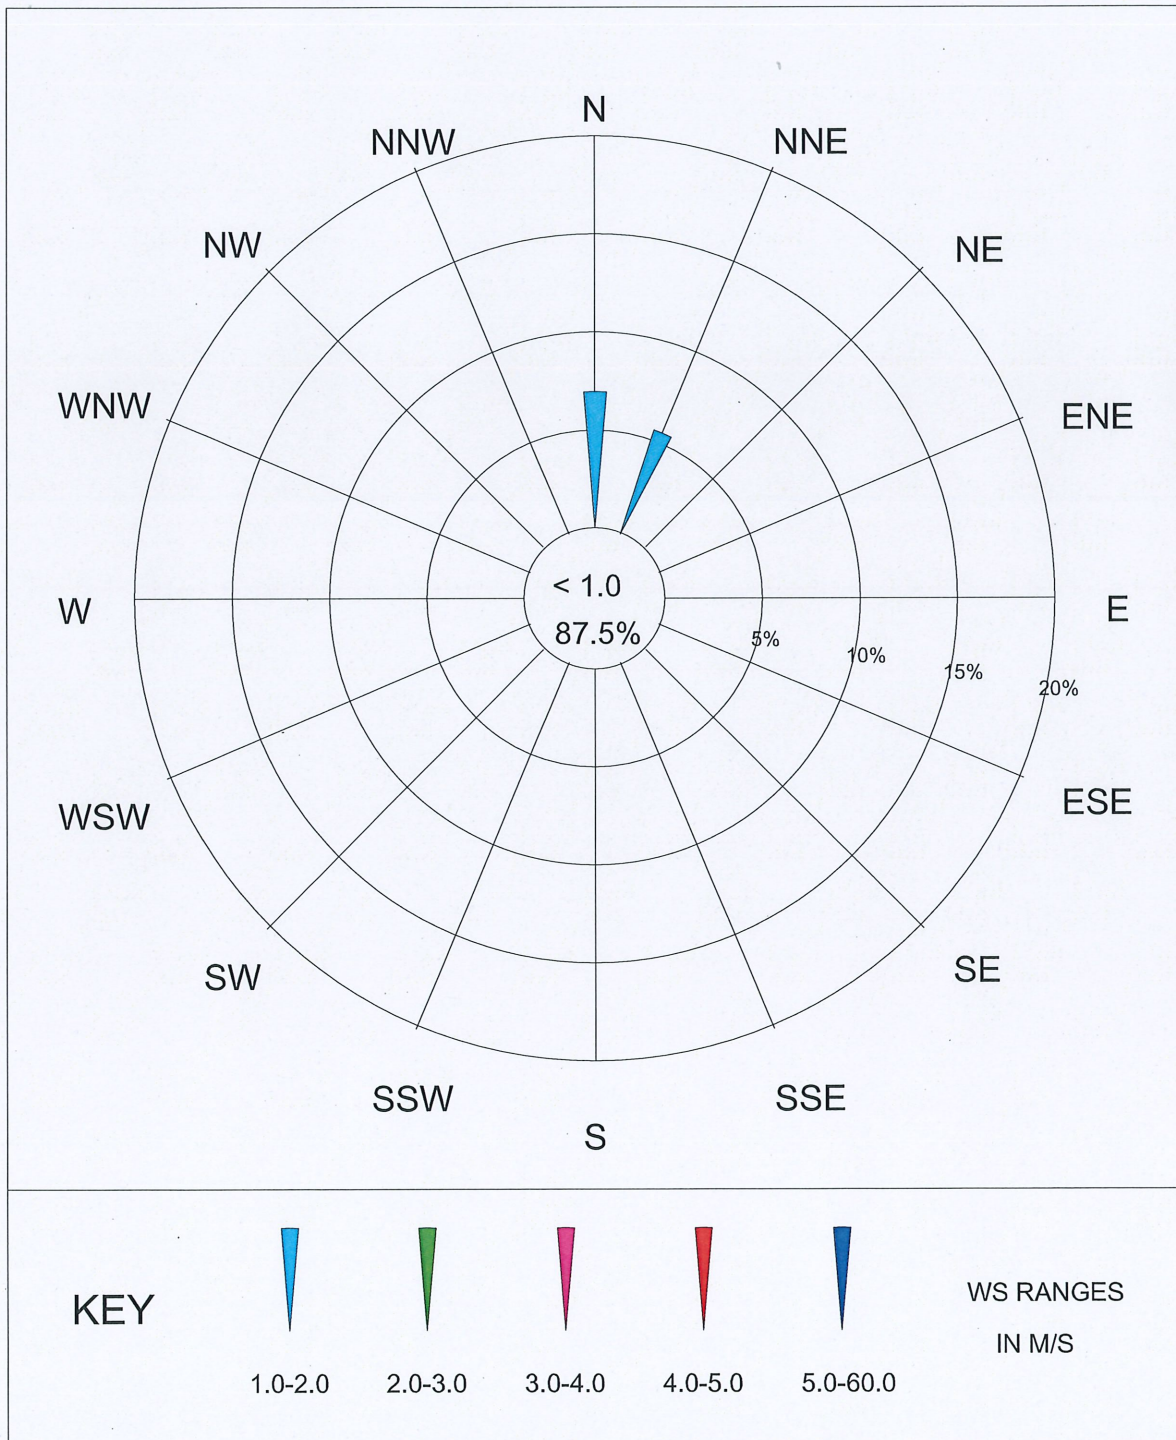 N
NNW
NNE
NW
NE
WNW
ENE
< 1.0
W
E
87.5%
5%
10%
15%
20%
WSW
ESE
SW
SE
SSW
SSE
S
KEY
WS RANGES
IN M/S
1.0-2.0
2.0-3.0
3.0-4.0
4.0-5.0
5.0-60.0